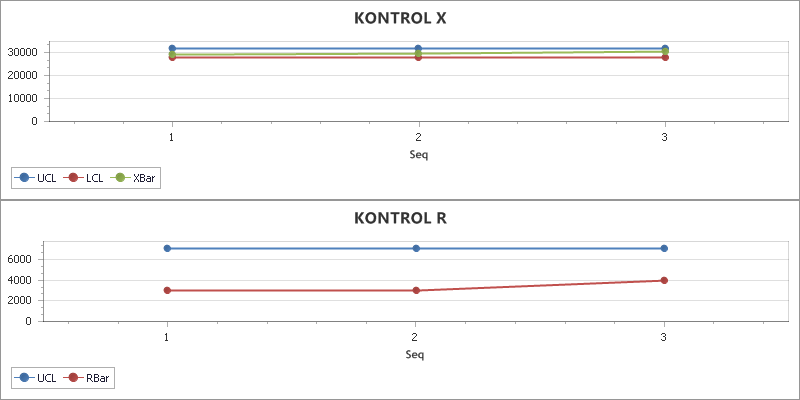 KONTROL X
30000
20000
10000
0
1 2 3
Seq
UCL LCL XBar
KONTROL R
6000
4000
2000
0
1 2 3
Seq
UCL RBar